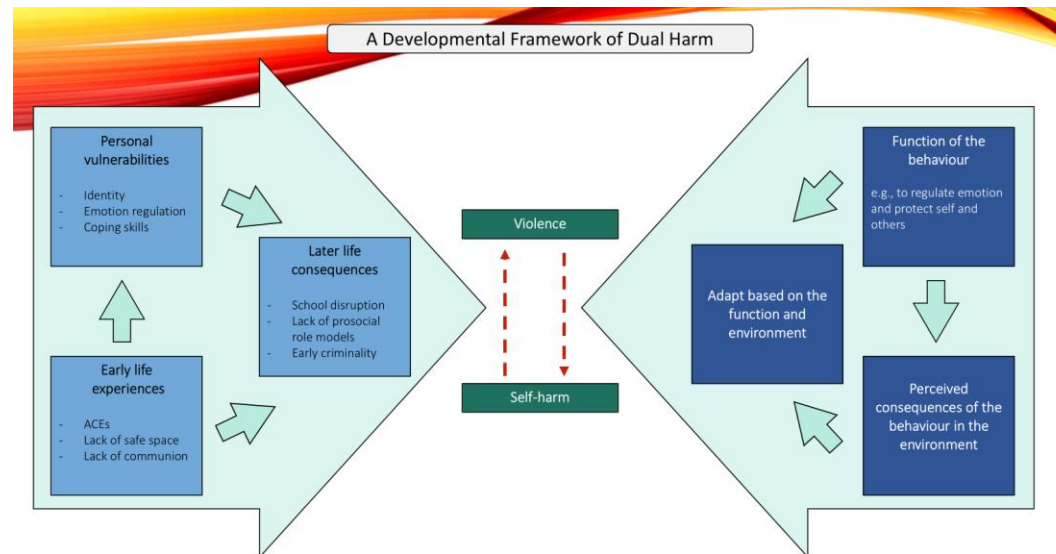 A Developmental Framework of Dual Harm
Personal
vulnerabilities
- Identity
- Emotion regulation
- Coping skills
Early life
experiences
- ACEs
- Lack of safe space
- Lack of communion
Later life
consequences
- School disruption
- Lack of prosocial
role models
- Early criminality
Violence
Self-harm
Function of the
behaviour
e.g., to regulate emotion
and protect self and
others
Adapt based on the
function and
environment
Perceived
consequences of the
behaviour in the
environment